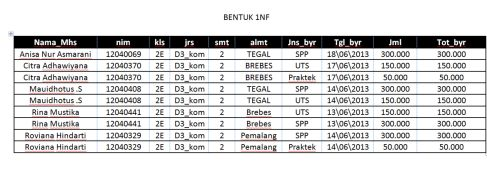 BENTUK 1NF
Nama_Mhs nim kls jrs smt almt Jns_byr Tgl_byr Jml Tot_byr
Anisa Nur Asmarani 12040069 2E D3_kom 2 TEGAL SPP 18\06\2013 300.000 300.000
Citra Adhawiyana 12040370 2E D3_kom 2 BREBES UTS 17\06\2013 150.000 150.000
Citra Adhawiyana 12040370 2E D3_kom 2 BREBES Praktek 17\06\2013 50.000 50.000
Mauidhotus .S 12040408 2E D3_kom 2 TEGAL SPP 14\06\2013 300.000 300.000
Mauidhotus .S 12040408 2E D3_kom 2 TEGAL UTS 14\06\2013 150.000 150.000
Rina Mustika 12040441 2E D3_kom 2 Brebes UTS 13\06\2013 150.000 150.000
Rina Mustika 12040441 2E D3_kom 2 Brebes SPP 13\06\2013 300.000 300.000
Roviana Hindarti 12040329 2E D3_kom 2 Pemalang SPP 14\06\2013 300.000 300.000
Roviana Hindarti 12040329 2E D3_kom 2 Pemalang Praktek 14\06\2013 50.000 50.000